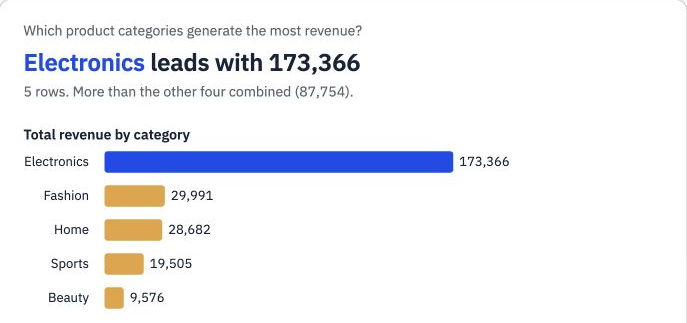 Which product categories generate the most revenue?
Electronics leads with 173,366
5 rows. More than the other four combined (87,754).
Total revenue by category
Electronics 173,366
Fashion 29,991
Home 28,682
Sports 19,505
Beauty 9,576